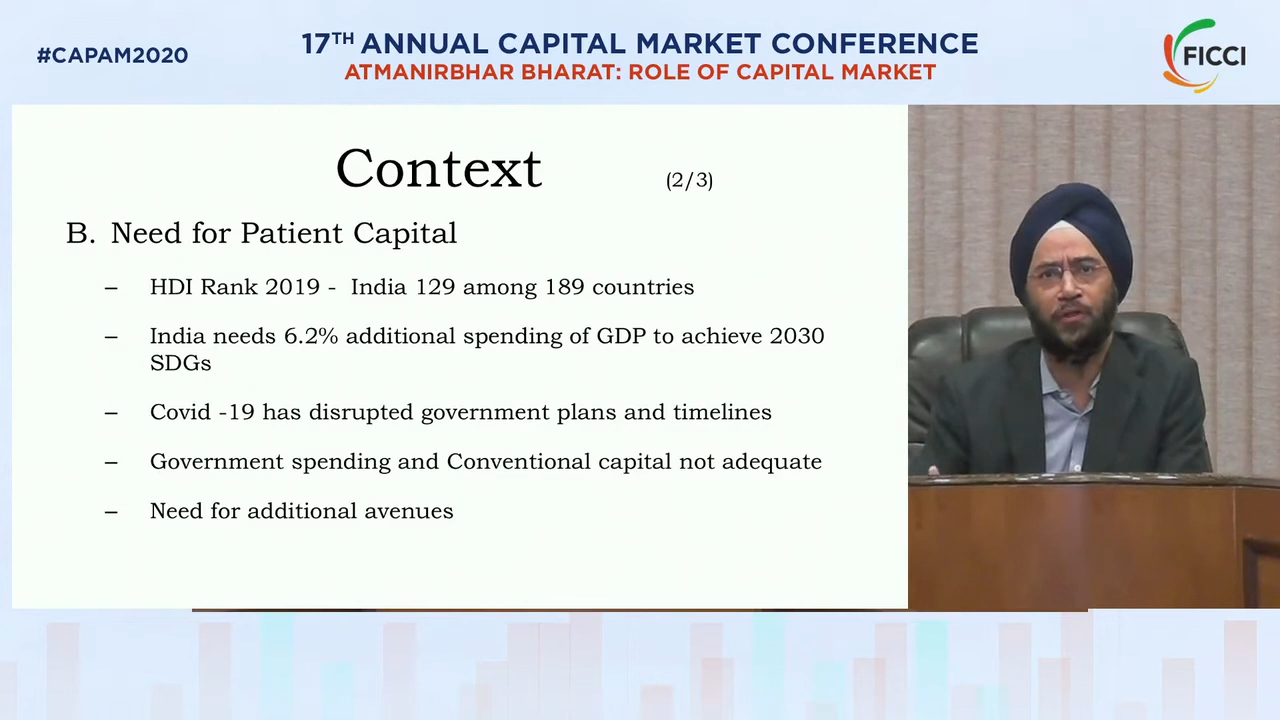 #CAPAM2020
17TH ANNUAL CAPITAL MARKET CONFERENCE
ATMANIRBHAR BHARAT: ROLE OF CAPITAL MARKET
FICCI
Context (2/3)
B. Need for Patient Capital
– HDI Rank 2019 - India 129 among 189 countries
– India needs 6.2% additional spending of GDP to achieve 2030
SDGs
– Covid -19 has disrupted government plans and timelines
– Government spending and Conventional capital not adequate
– Need for additional avenues